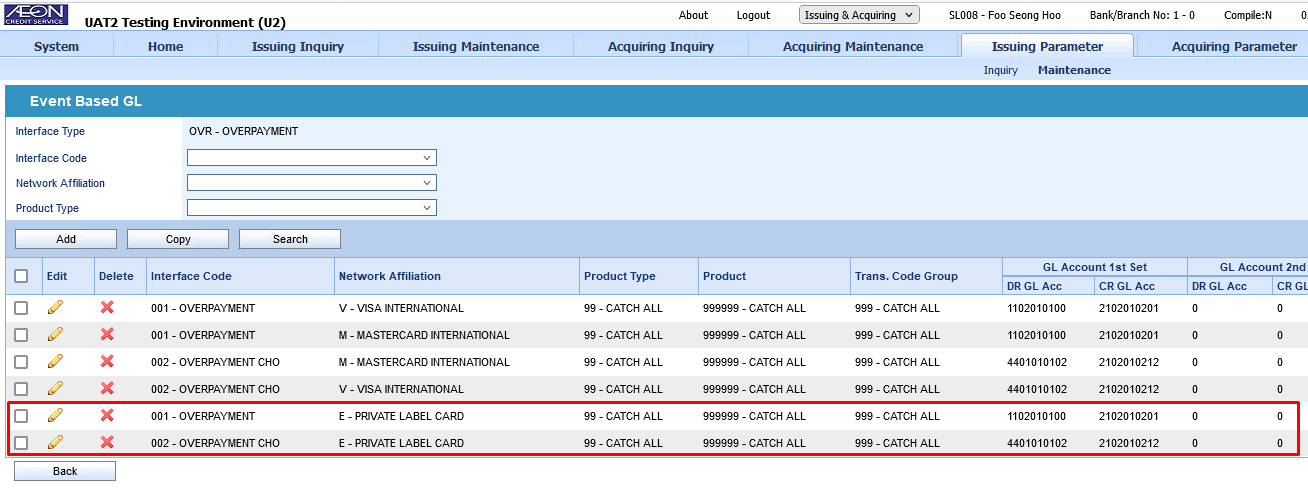 ÆON
CREDIT SERVICE
UAT2 Testing Environment (U2)
About Logout Issuing & Acquiring SL008 - Foo Seong Hoo Bank/Branch No: 1 - 0 Compile:N
System Home Issuing Inquiry Issuing Maintenance Acquiring Inquiry Acquiring Maintenance Issuing Parameter Acquiring Parameter
Inquiry Maintenance
Event Based GL
Interface Type OVR - OVERPAYMENT
Interface Code
Network Affiliation
Product Type
Add Copy Search
Edit Delete Interface Code Network Affiliation Product Type Product Trans. Code Group GL Account 1st Set GL Account 2nd
DR GL Acc CR GL Acc DR GL Acc CR GL
001 - OVERPAYMENT V - VISA INTERNATIONAL 99 - CATCH ALL 999999 - CATCH ALL 999 - CATCH ALL 1102010100 2102010201 0 0
001 - OVERPAYMENT M - MASTERCARD INTERNATIONAL 99 - CATCH ALL 999999 - CATCH ALL 999 - CATCH ALL 1102010100 2102010201 0 0
002 - OVERPAYMENT CHO M - MASTERCARD INTERNATIONAL 99 - CATCH ALL 999999 - CATCH ALL 999 - CATCH ALL 4401010102 2102010212 0 0
002 - OVERPAYMENT CHO V - VISA INTERNATIONAL 99 - CATCH ALL 999999 - CATCH ALL 999 - CATCH ALL 4401010102 2102010212 0 0
001 - OVERPAYMENT E - PRIVATE LABEL CARD 99 - CATCH ALL 999999 - CATCH ALL 999 - CATCH ALL 1102010100 2102010201 0 0
002 - OVERPAYMENT CHO E - PRIVATE LABEL CARD 99 - CATCH ALL 999999 - CATCH ALL 999 - CATCH ALL 4401010102 2102010212 0 0
Back